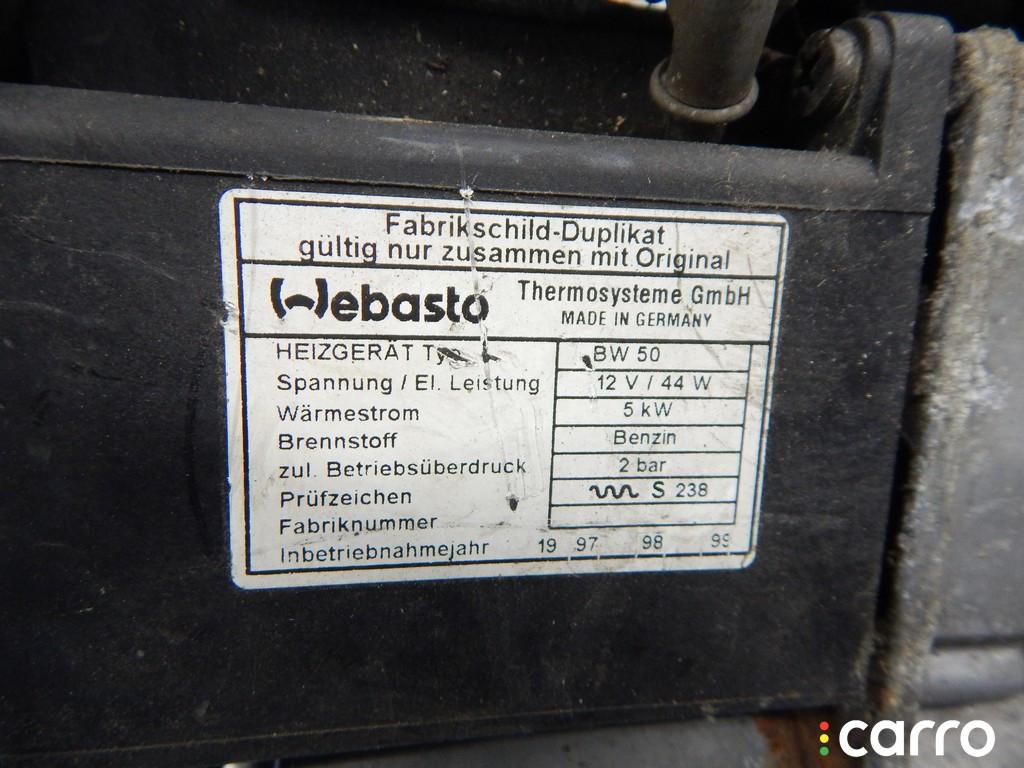 Fabrikschild-Duplikat
gültig nur zusammen mit Original
Webasto Thermosysteme GmbH
MADE IN GERMANY
HEIZGERÄT BW 50
Spannung / El. Leistung 12 V / 44 W
Wärmestrom 5 kW
Brennstoff Benzin
zul. Betriebsüberdruck 2 bar
Prüfzeichen S 238
Fabriknummer
Inbetriebnahmejahr 19 97 98 99
carro